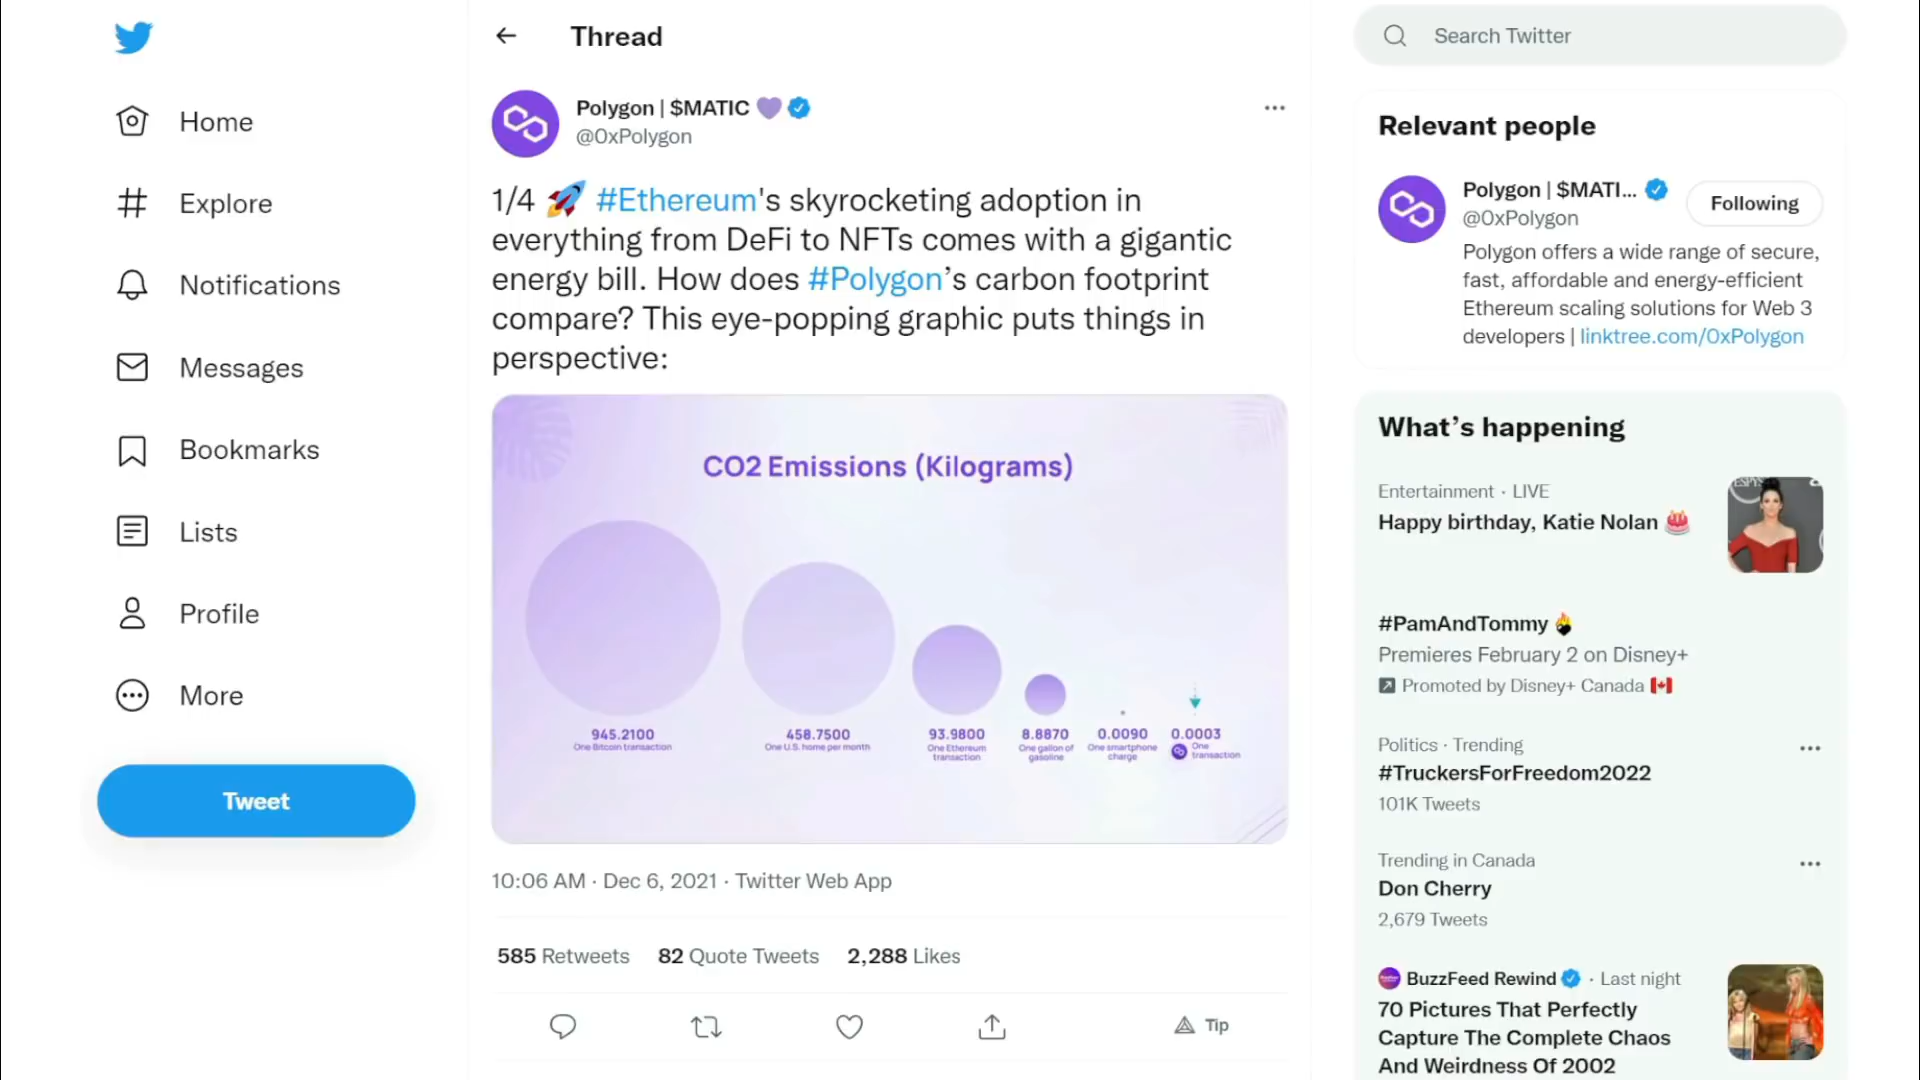 Home
Explore
Notifications
Messages
Bookmarks
Lists
Profile
More
Tweet
Thread
Polygon | $MATIC 💜
@0xPolygon
1/4 🚀 #Ethereum's skyrocketing adoption in
everything from DeFi to NFTs comes with a gigantic
energy bill. How does #Polygon’s carbon footprint
compare? This eye-popping graphic puts things in
perspective:
CO2 Emissions (Kilograms)
945.2100
One Bitcoin transaction
458.7500
One U.S. home per month
93.9800
One Ethereum
transaction
8.8870
One gallon of
gasoline
0.0090
One smartphone
charge
0.0003
One
transaction
10:06 AM · Dec 6, 2021 · Twitter Web App
585 Retweets 82 Quote Tweets 2,288 Likes
Tip
Search Twitter
Relevant people
Polygon | $MATI...
@0xPolygon
Following
Polygon offers a wide range of secure,
fast, affordable and energy-efficient
Ethereum scaling solutions for Web 3
developers | linktree.com/0xPolygon
What’s happening
Entertainment · LIVE
Happy birthday, Katie Nolan 🎂
ESPYS
#PamAndTommy
Premieres February 2 on Disney+
Promoted by Disney+ Canada 🇨🇦
Politics · Trending
#TruckersForFreedom2022
101K Tweets
Trending in Canada
Don Cherry
2,679 Tweets
BuzzFeed Rewind · Last night
70 Pictures That Perfectly
Capture The Complete Chaos
And Weirdness Of 2002